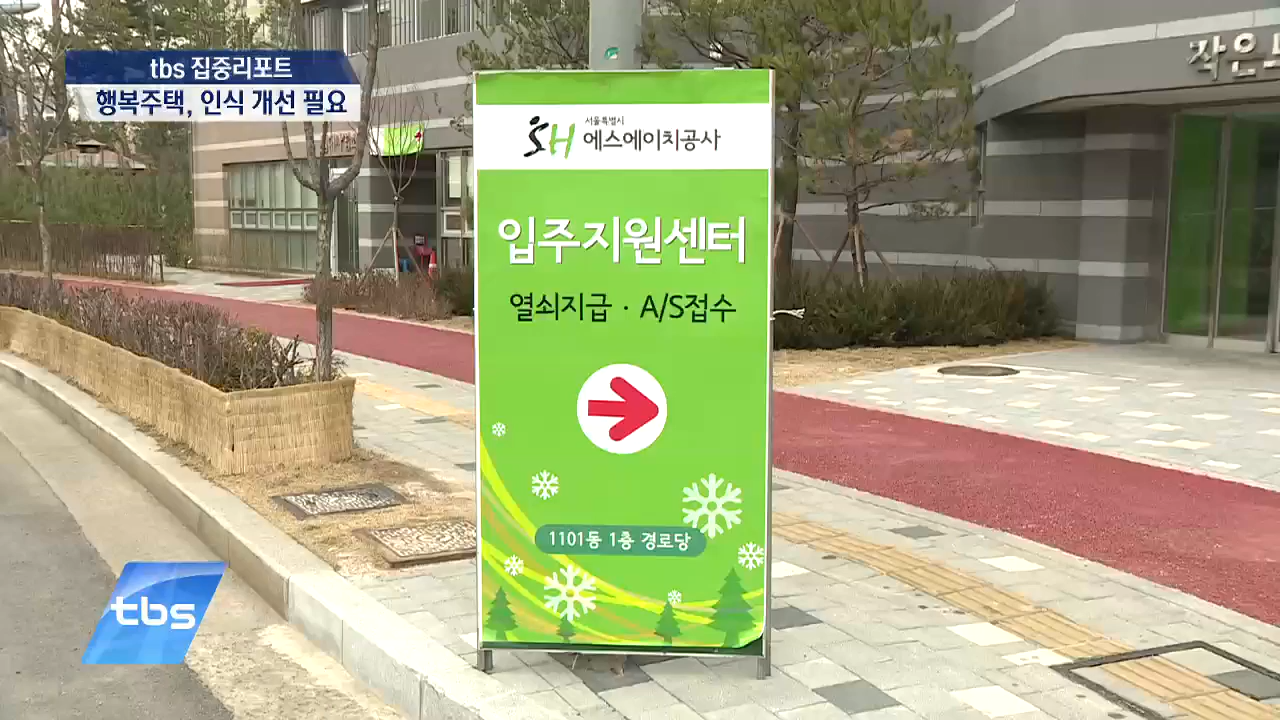 tbs 집중리포트
행복주택, 인식 개선 필요
작은
서울특별시
SH 에스에이치공사
입주지원센터
열쇠지급 · A/S접수
1101동 1층 경로당
tbs